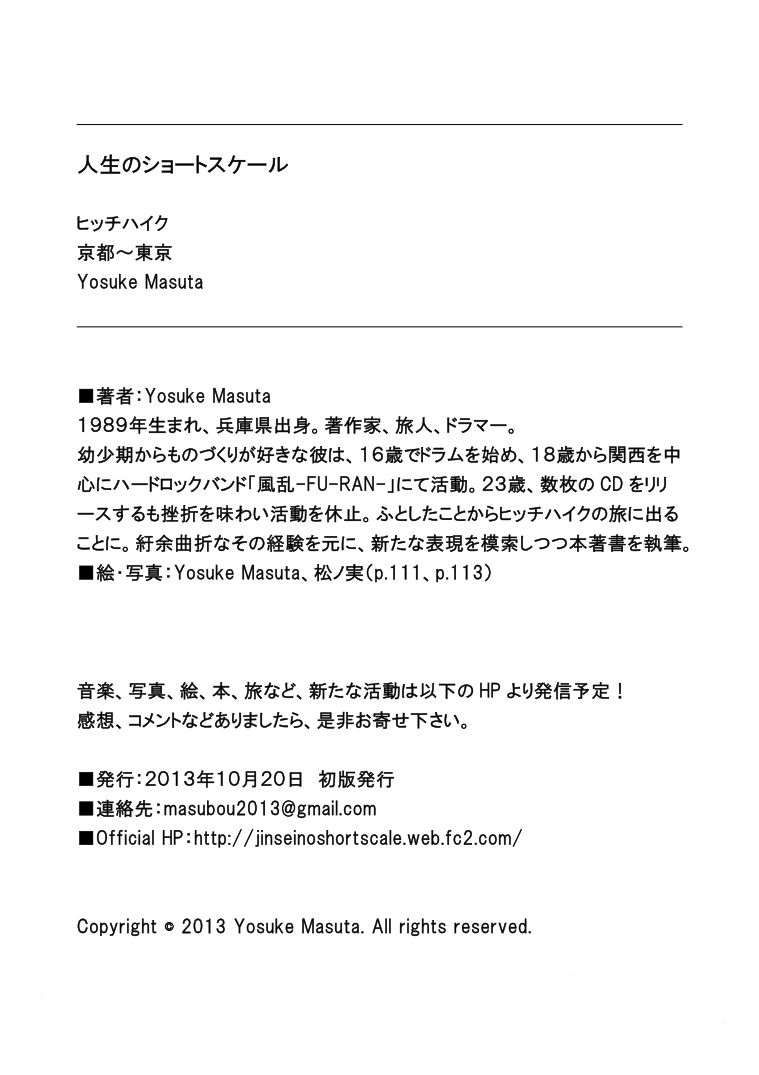 人生のショートスケール
ヒッチハイク
京都～東京
Yosuke Masuta
■著者：Yosuke Masuta
１９８９年生まれ、兵庫県出身。著作家、旅人、ドラマー。
幼少期からものづくりが好きな彼は、１６歳でドラムを始め、１８歳から関西を中
心にハードロックバンド「風乱-FU-RAN-」にて活動。２３歳、数枚の CD をリリ
ースするも挫折を味わい活動を休止。ふとしたことからヒッチハイクの旅に出る
ことに。紆余曲折なその経験を元に、新たな表現を模索しつつ本著書を執筆。
■絵・写真：Yosuke Masuta、松ノ実（p.111、p.113）
音楽、写真、絵、本、旅など、新たな活動は以下の HP より発信予定！
感想、コメントなどありましたら、是非お寄せ下さい。
■発行：２０１３年１０月２０日　初版発行
■連絡先：masubou2013@gmail.com
■Official HP：http://jinseinoshortscale.web.fc2.com/
Copyright © 2013 Yosuke Masuta. All rights reserved.